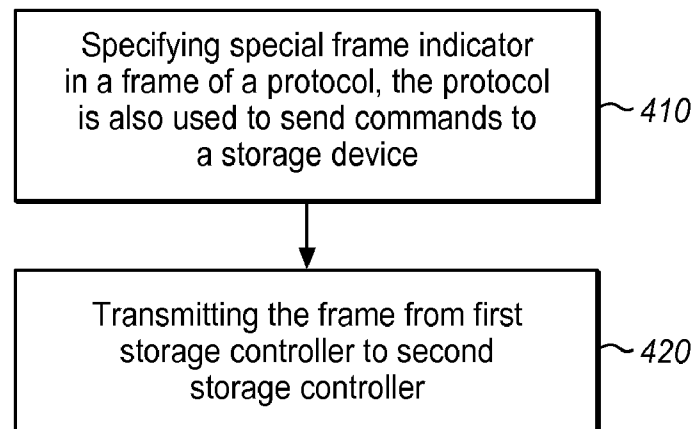 Specifying special frame indicator
in a frame of a protocol, the protocol
is also used to send commands to
a storage device
410
Transmitting the frame from first
storage controller to second
storage controller
420